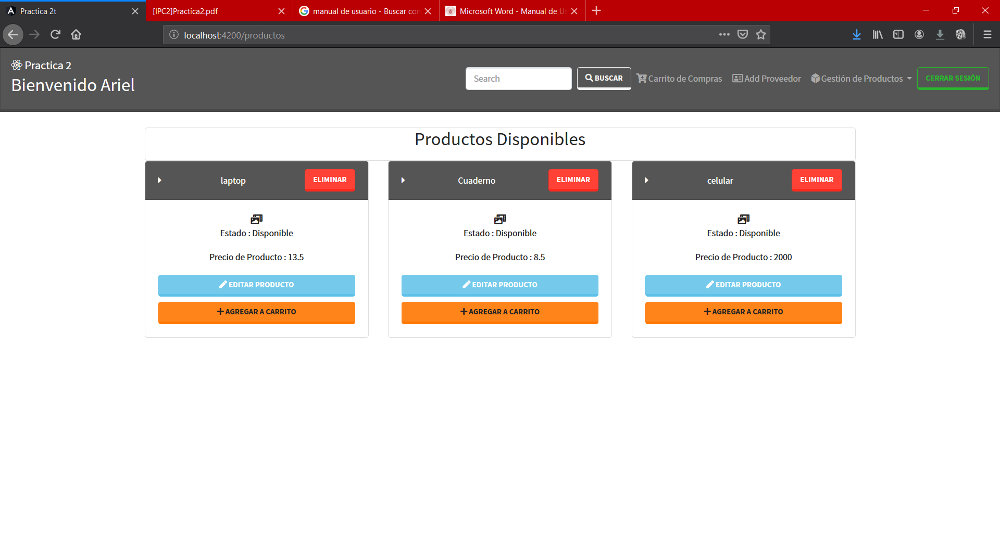 Practica 2t
[IPC2]Practica2.pdf
manual de usuario - Buscar con
Microsoft Word - Manual de Us
localhost:4200/productos
Practica 2
Bienvenido Ariel
Search
BUSCAR
Carrito de Compras
Add Proveedor
Gestión de Productos
CERRAR SESIÓN
Productos Disponibles
laptop
ELIMINAR
Estado : Disponible
Precio de Producto : 13.5
EDITAR PRODUCTO
AGREGAR A CARRITO
Cuaderno
ELIMINAR
Estado : Disponible
Precio de Producto : 8.5
EDITAR PRODUCTO
AGREGAR A CARRITO
celular
ELIMINAR
Estado : Disponible
Precio de Producto : 2000
EDITAR PRODUCTO
AGREGAR A CARRITO